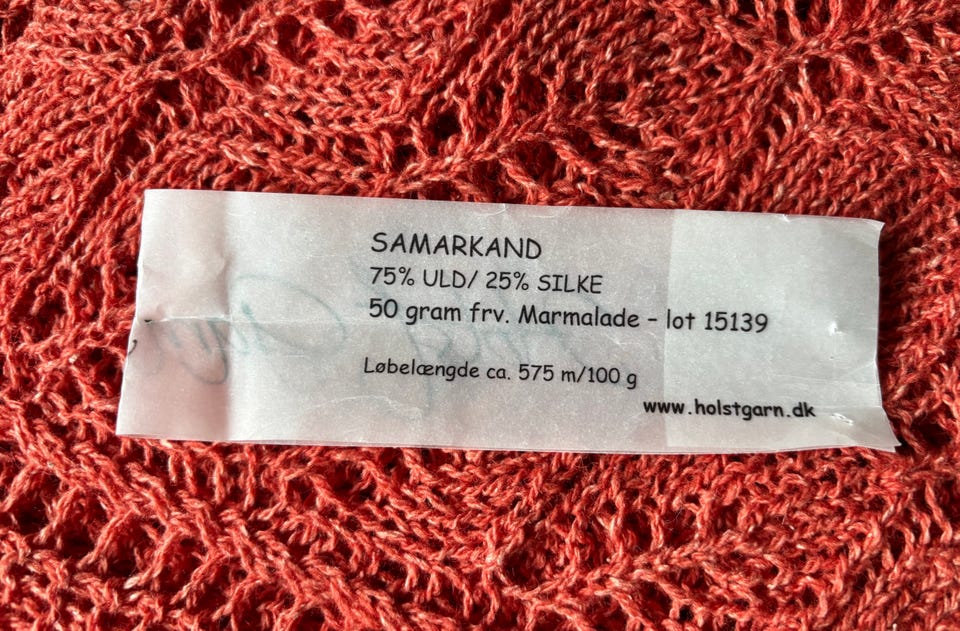 SAMARKAND
75% ULD/ 25% SILKE
50 gram frv. Marmalade - lot 15139
Løbelængde ca. 575 m/100 g
www.holstgarn.dk